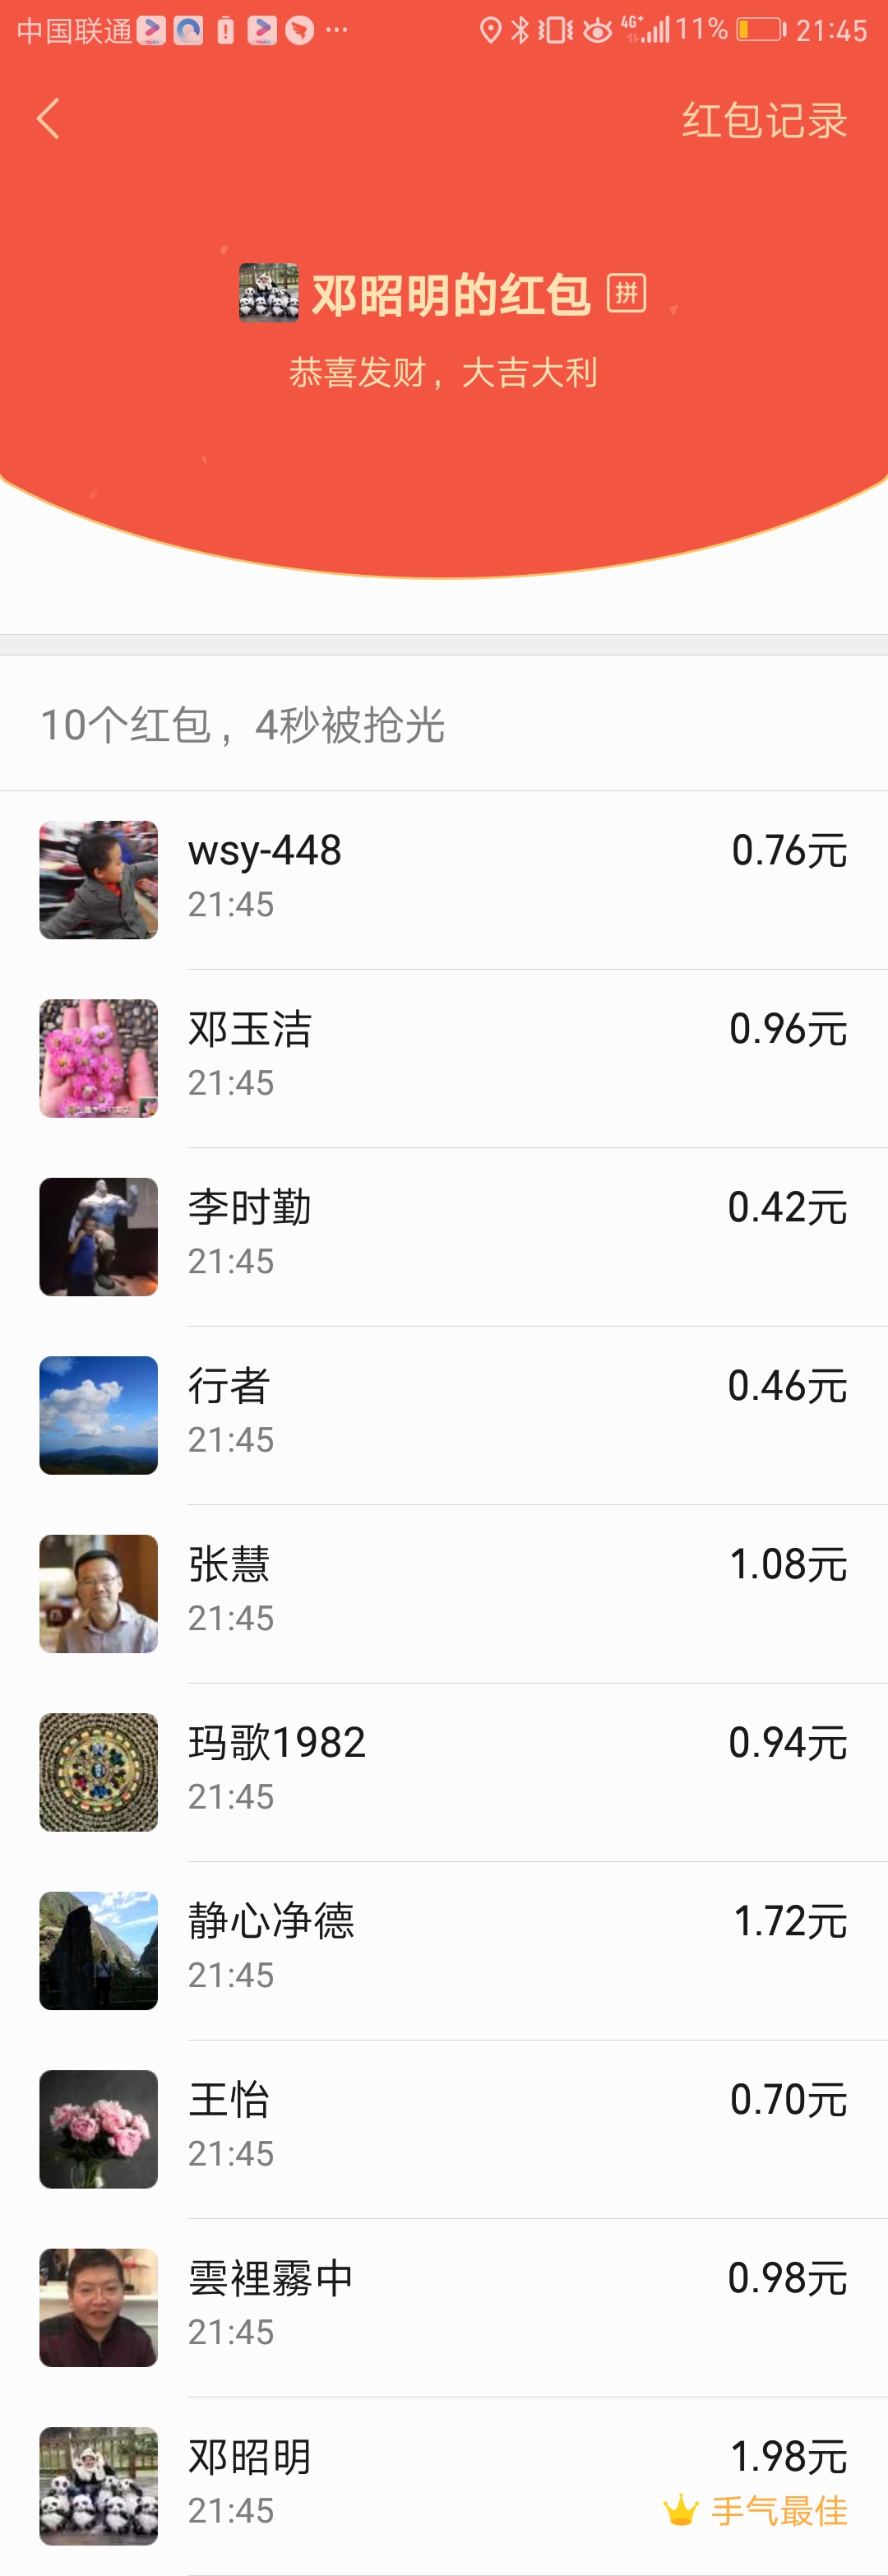 中国联通 ... 4G+ 11% 21:45
红包记录
邓昭明的红包 拼
恭喜发财，大吉大利
10个红包，4秒被抢光
wsy-448 0.76元
21:45
邓玉洁 0.96元
21:45
李时勤 0.42元
21:45
行者 0.46元
21:45
张慧 1.08元
21:45
玛歌1982 0.94元
21:45
静心净德 1.72元
21:45
王怡 0.70元
21:45
雲裡霧中 0.98元
21:45
邓昭明 1.98元
21:45 手气最佳